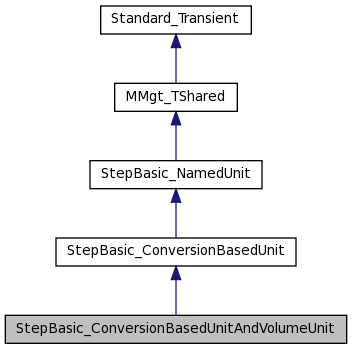 Standard_Transient
MMgt_TShared
StepBasic_NamedUnit
StepBasic_ConversionBasedUnit
StepBasic_ConversionBasedUnitAndVolumeUnit